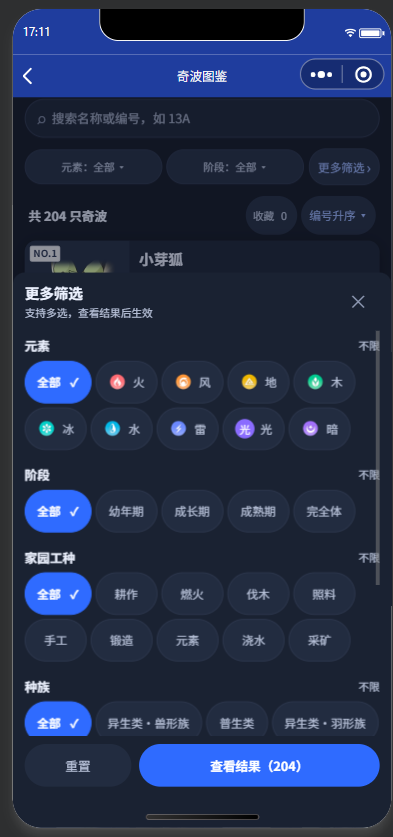 17:11
奇波图鉴
搜索名称或编号，如 13A
元素：全部
阶段：全部
更多筛选›
共 204 只奇波
收藏 0
编号升序
NO.1
小芽狐
更多筛选
支持多选，查看结果后生效
元素
不限
全部 ✓
火
风
地
木
冰
水
雷
光 光
暗
阶段
不限
全部 ✓
幼年期
成长期
成熟期
完全体
家园工种
不限
全部 ✓
耕作
燃火
伐木
照料
手工
锻造
元素
浇水
采矿
种族
不限
全部 ✓
异生类·兽形族
普生类
异生类·羽形族
重置
查看结果（204）